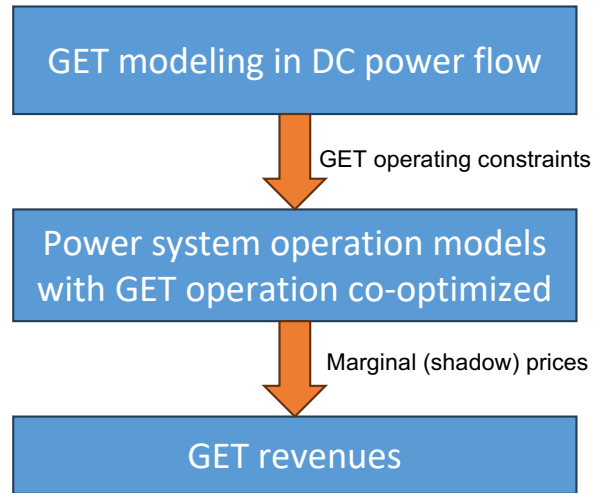 GET modeling in DC power flow
GET operating constraints
Power system operation models
with GET operation co-optimized
Marginal (shadow) prices
GET revenues